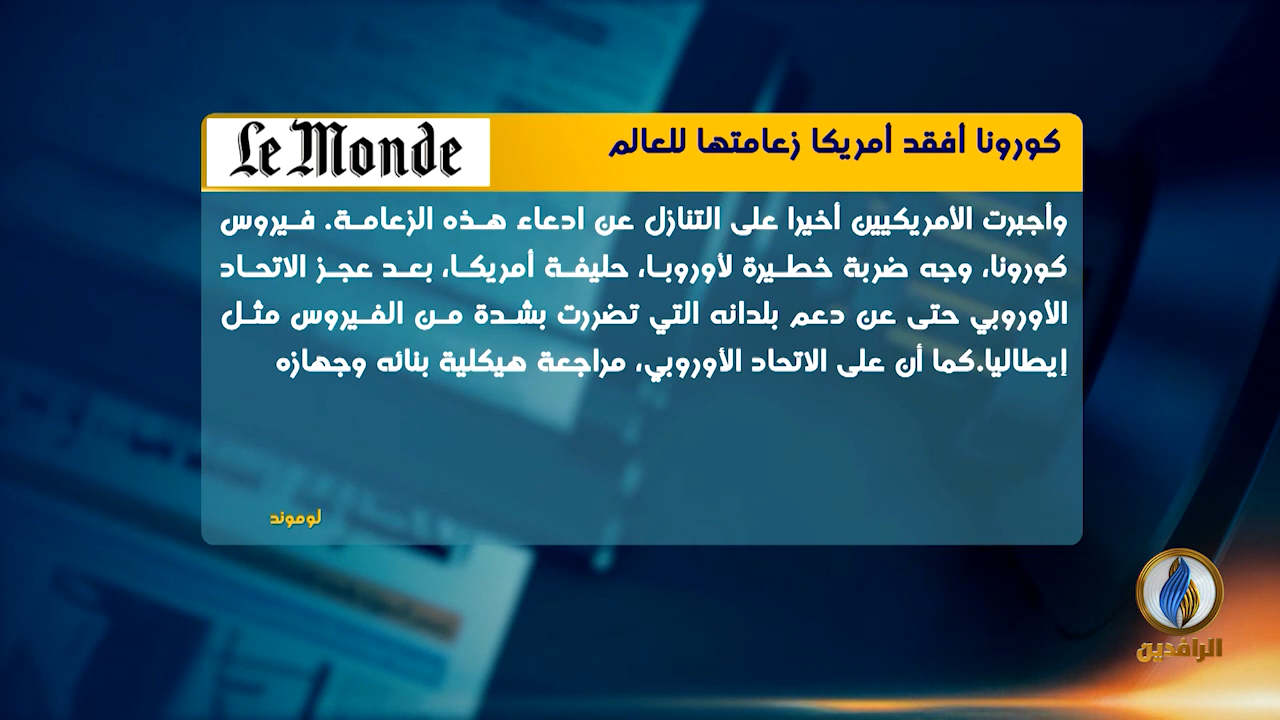 كورونا أفقد أمريكا زعامتها للعالم
Le Monde
وأجبرت الأمريكيين أخيرا على التنازل عن ادعاء هذه الزعامة. فيروس
كورونا، وجه ضربة خطيرة لأوروبا، حليفة أمريكا، بعد عجز الاتحاد
الأوروبي حتى عن دعم بلدانه التي تضررت بشدة من الفيروس مثل
إيطاليا.كما أن على الاتحاد الأوروبي، مراجعة هيكلية بنائه وجهازه
لوموند
الرافدين